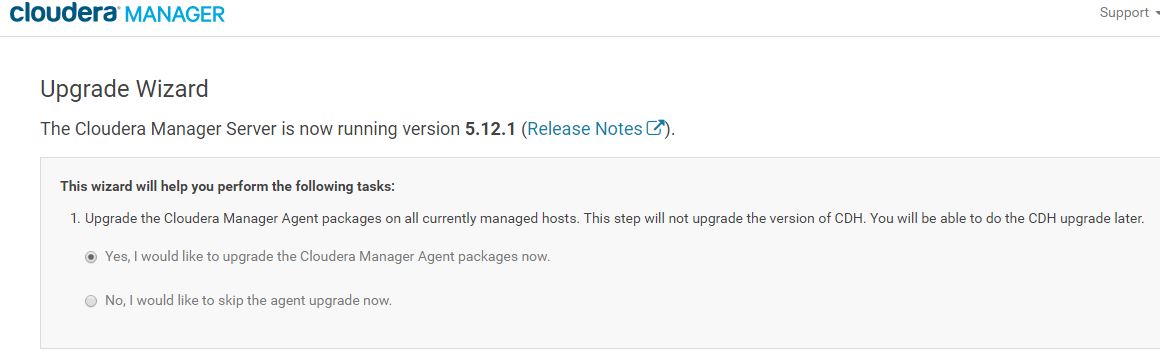 cloudera MANAGER
Support
Upgrade Wizard
The Cloudera Manager Server is now running version 5.12.1 (Release Notes).
This wizard will help you perform the following tasks:
1. Upgrade the Cloudera Manager Agent packages on all currently managed hosts. This step will not upgrade the version of CDH. You will be able to do the CDH upgrade later.
Yes, I would like to upgrade the Cloudera Manager Agent packages now.
No, I would like to skip the agent upgrade now.